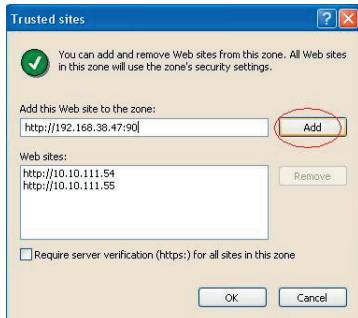 Trusted sites
You can add and remove Web sites from this zone. All Web sites
in this zone will use the zone's security settings.
Add this Web site to the zone:
http://192.168.38.47:90
Add
Web sites:
http://10.10.111.54
http://10.10.111.55
Remove
Require server verification (https:) for all sites in this zone
OK
Cancel